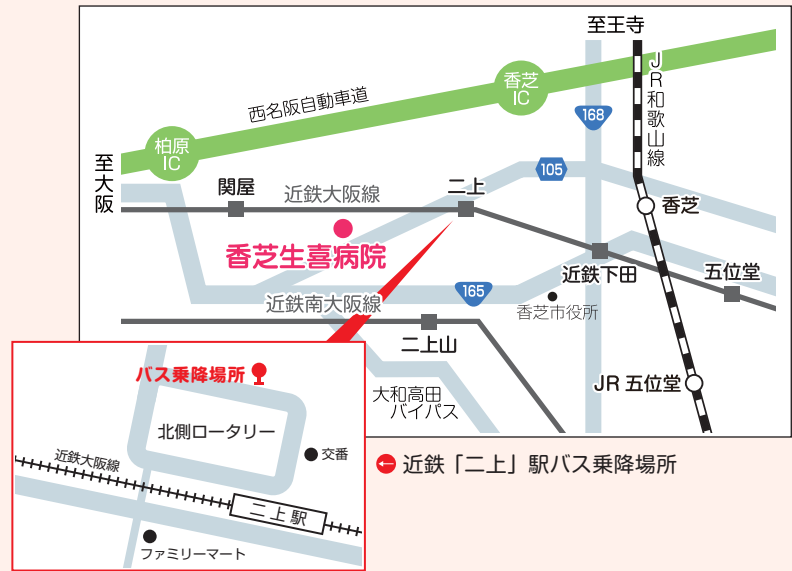 至王寺
JR和歌山線
香芝
IC
西名阪自動車道
168
柏原
IC
至大阪
105
関屋
近鉄大阪線
二上
香芝
香芝生喜病院
近鉄下田
五位堂
165
近鉄南大阪線
香芝市役所
二上山
JR 五位堂
大和高田
バイパス
バス乗降場所
北側ロータリー
交番
近鉄大阪線
二上駅
ファミリーマート
近鉄「二上」駅バス乗降場所